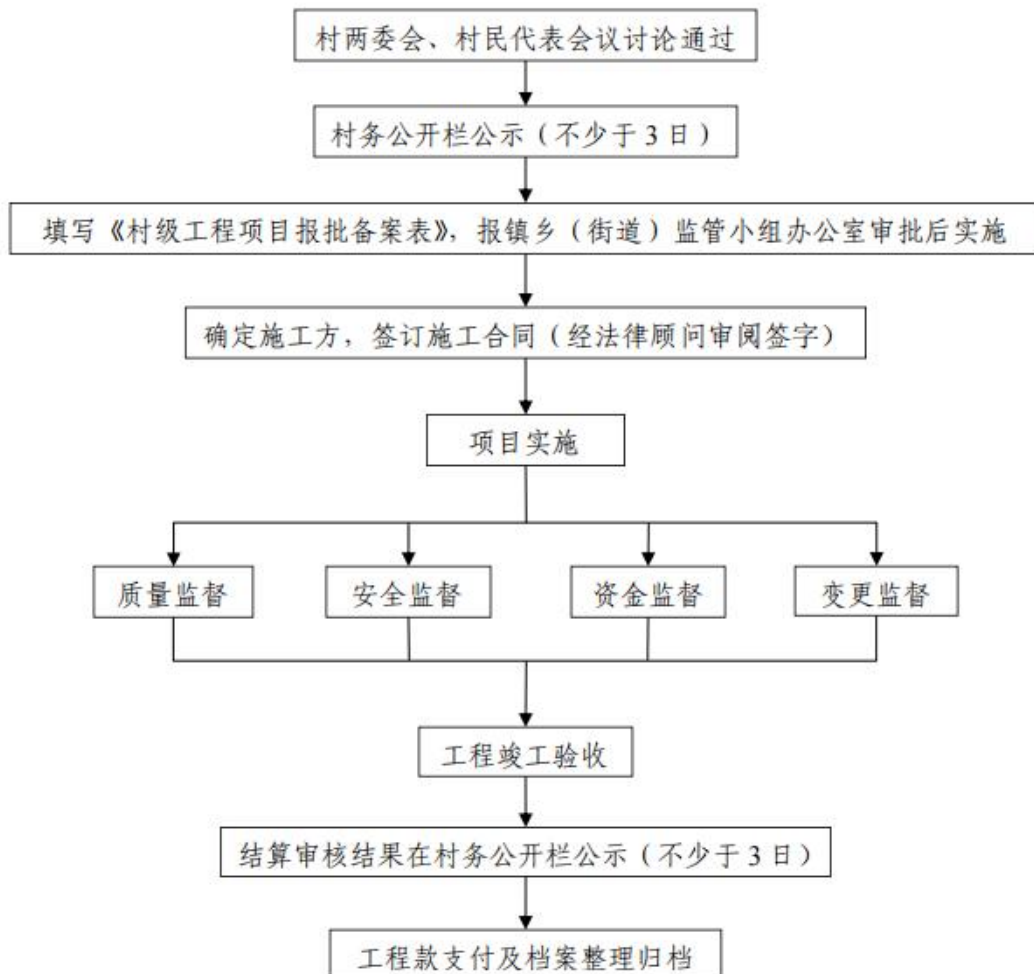 村两委会、村民代表会议讨论通过
村务公开栏公示（不少于3日）
填写《村级工程项目报批备案表》，报镇乡（街道）监管小组办公室审批后实施
确定施工方，签订施工合同（经法律顾问审阅签字）
项目实施
质量监督
安全监督
资金监督
变更监督
工程竣工验收
结算审核结果在村务公开栏公示（不少于3日）
工程款支付及档案整理归档